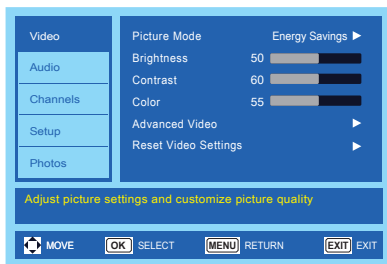 Video
Audio
Channels
Setup
Photos
Picture Mode Energy Savings
Brightness 50
Contrast 60
Color 55
Advanced Video
Reset Video Settings
Adjust picture settings and customize picture quality
MOVE OK SELECT MENU RETURN EXIT EXIT